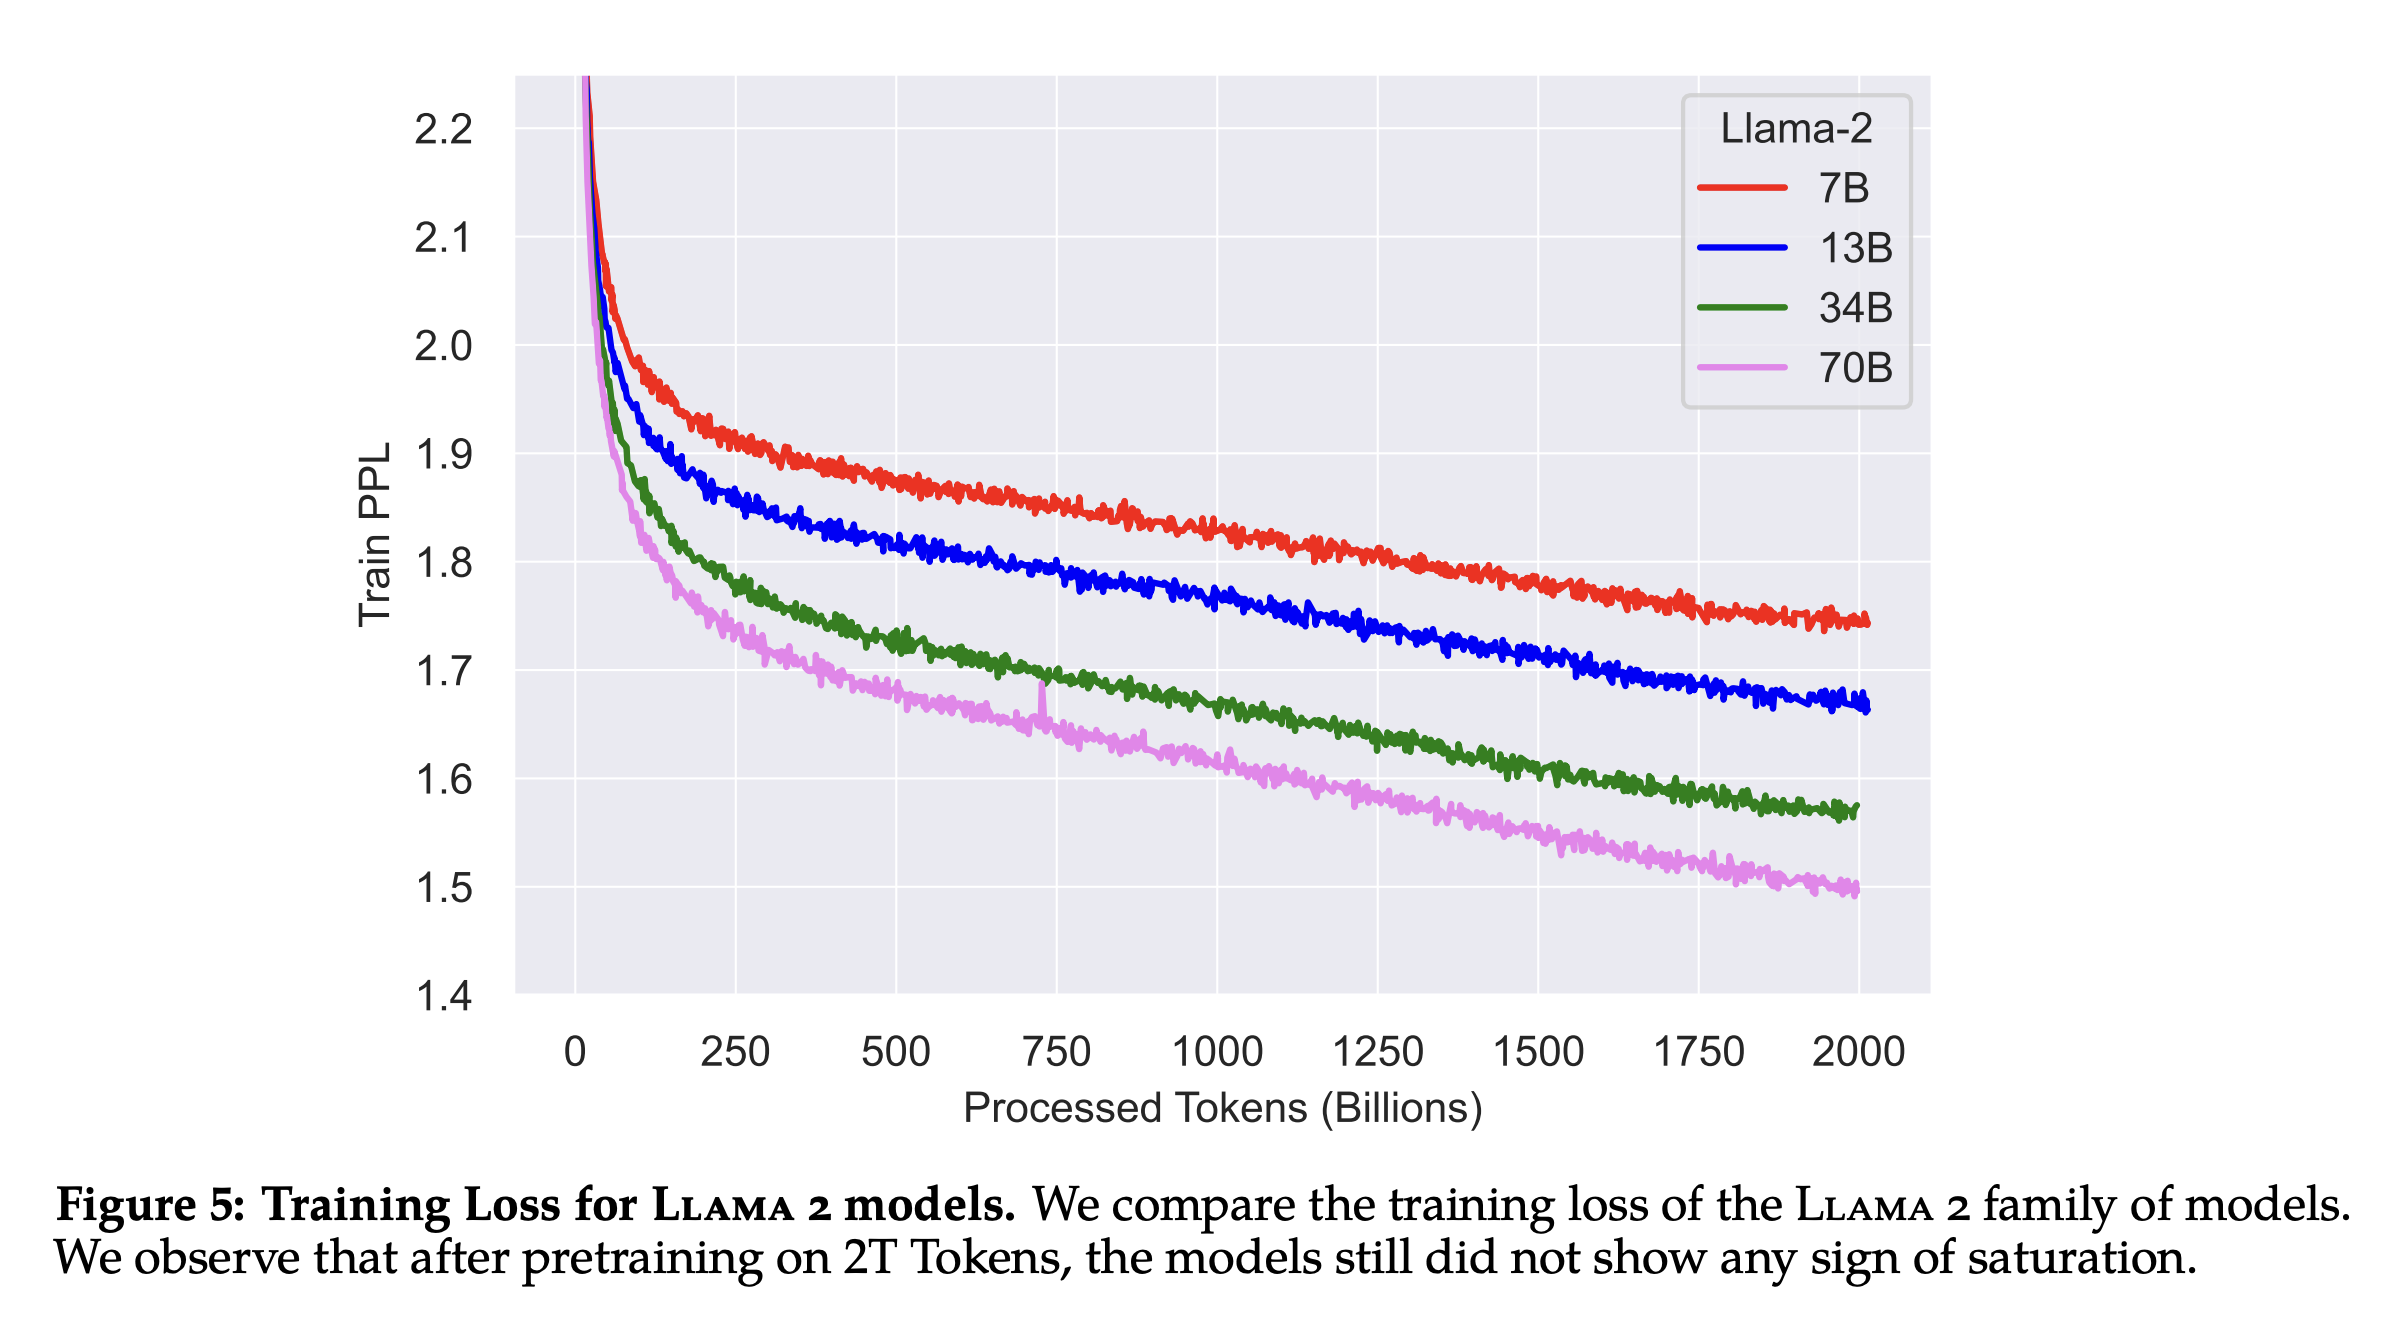 2.2
2.1
2.0
1.9
1.8
1.7
1.6
1.5
1.4
Train PPL
Llama-2
7B
13B
34B
70B
0 250 500 750 1000 1250 1500 1750 2000
Processed Tokens (Billions)
Figure 5: Training Loss for Llama 2 models. We compare the training loss of the Llama 2 family of models.
We observe that after pretraining on 2T Tokens, the models still did not show any sign of saturation.